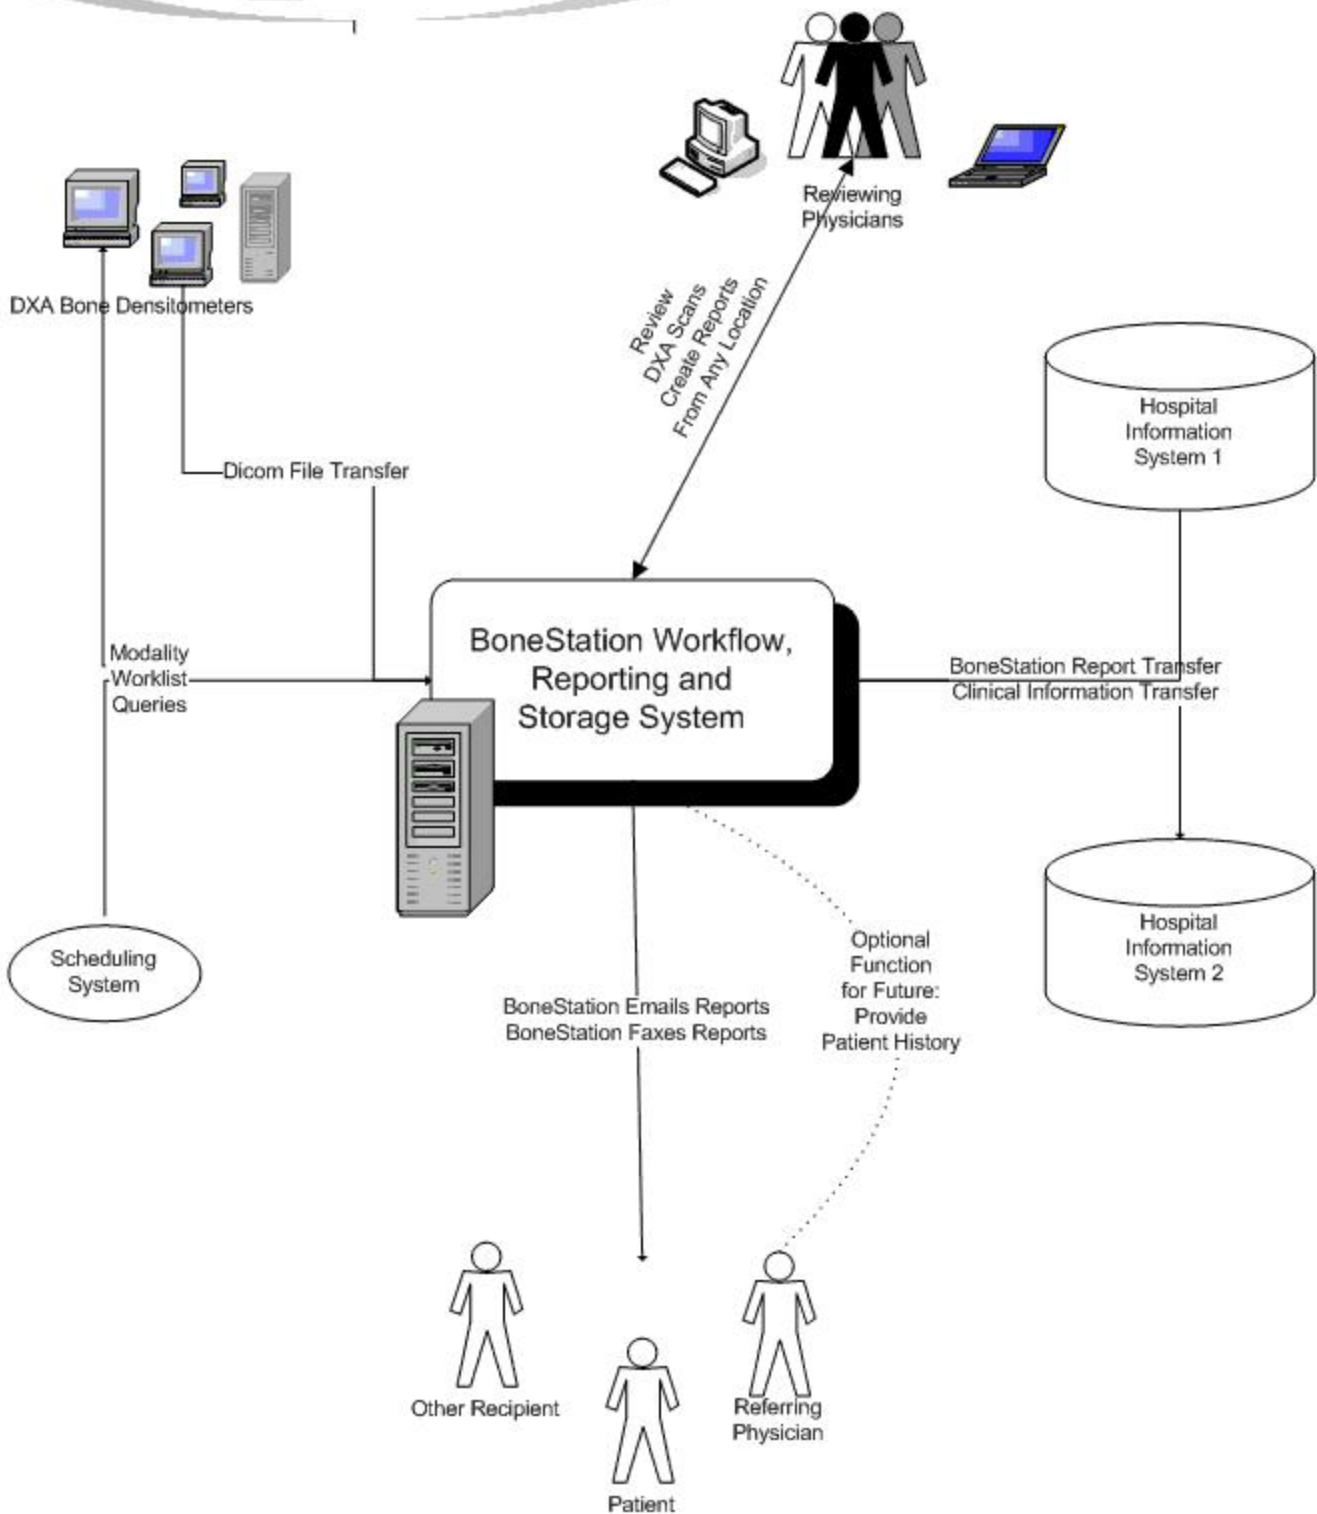 Reviewing
Physicians
DXA Bone Densitometers
Review
DXA Scans
Create Reports
From Any Location
Hospital
Information
System 1
Dicom File Transfer
BoneStation Workflow,
Reporting and
Storage System
Modality
Worklist
Queries
BoneStation Report Transfer
Clinical Information Transfer
Scheduling
System
Optional
Function
for Future:
Provide
Patient History
Hospital
Information
System 2
BoneStation Emails Reports
BoneStation Faxes Reports
Other Recipient
Referring
Physician
Patient